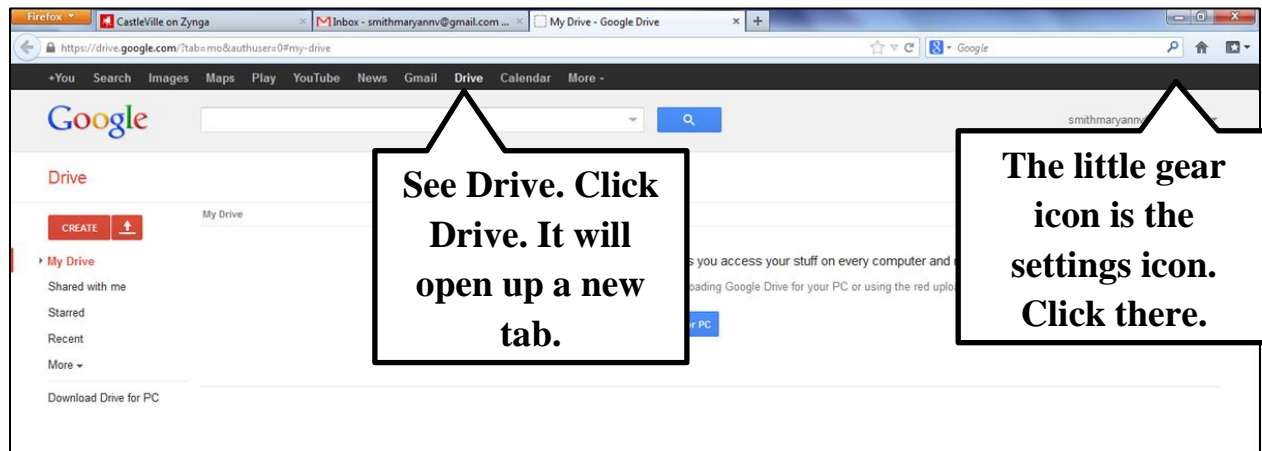 Firefox
CastleVille on Zynga
Inbox - smithmaryannv@gmail.com ...
My Drive - Google Drive
https://drive.google.com/?tab=mo&authuser=0#my-drive
Google
+You Search Images Maps Play YouTube News Gmail Drive Calendar More
Google
smithmaryann
Drive
See Drive. Click
Drive. It will
open up a new
tab.
The little gear
icon is the
settings icon.
Click there.
CREATE
My Drive
My Drive
Shared with me
Starred
Recent
More
Download Drive for PC
s you access your stuff on every computer and
oading Google Drive for your PC or using the red uplo
or PC